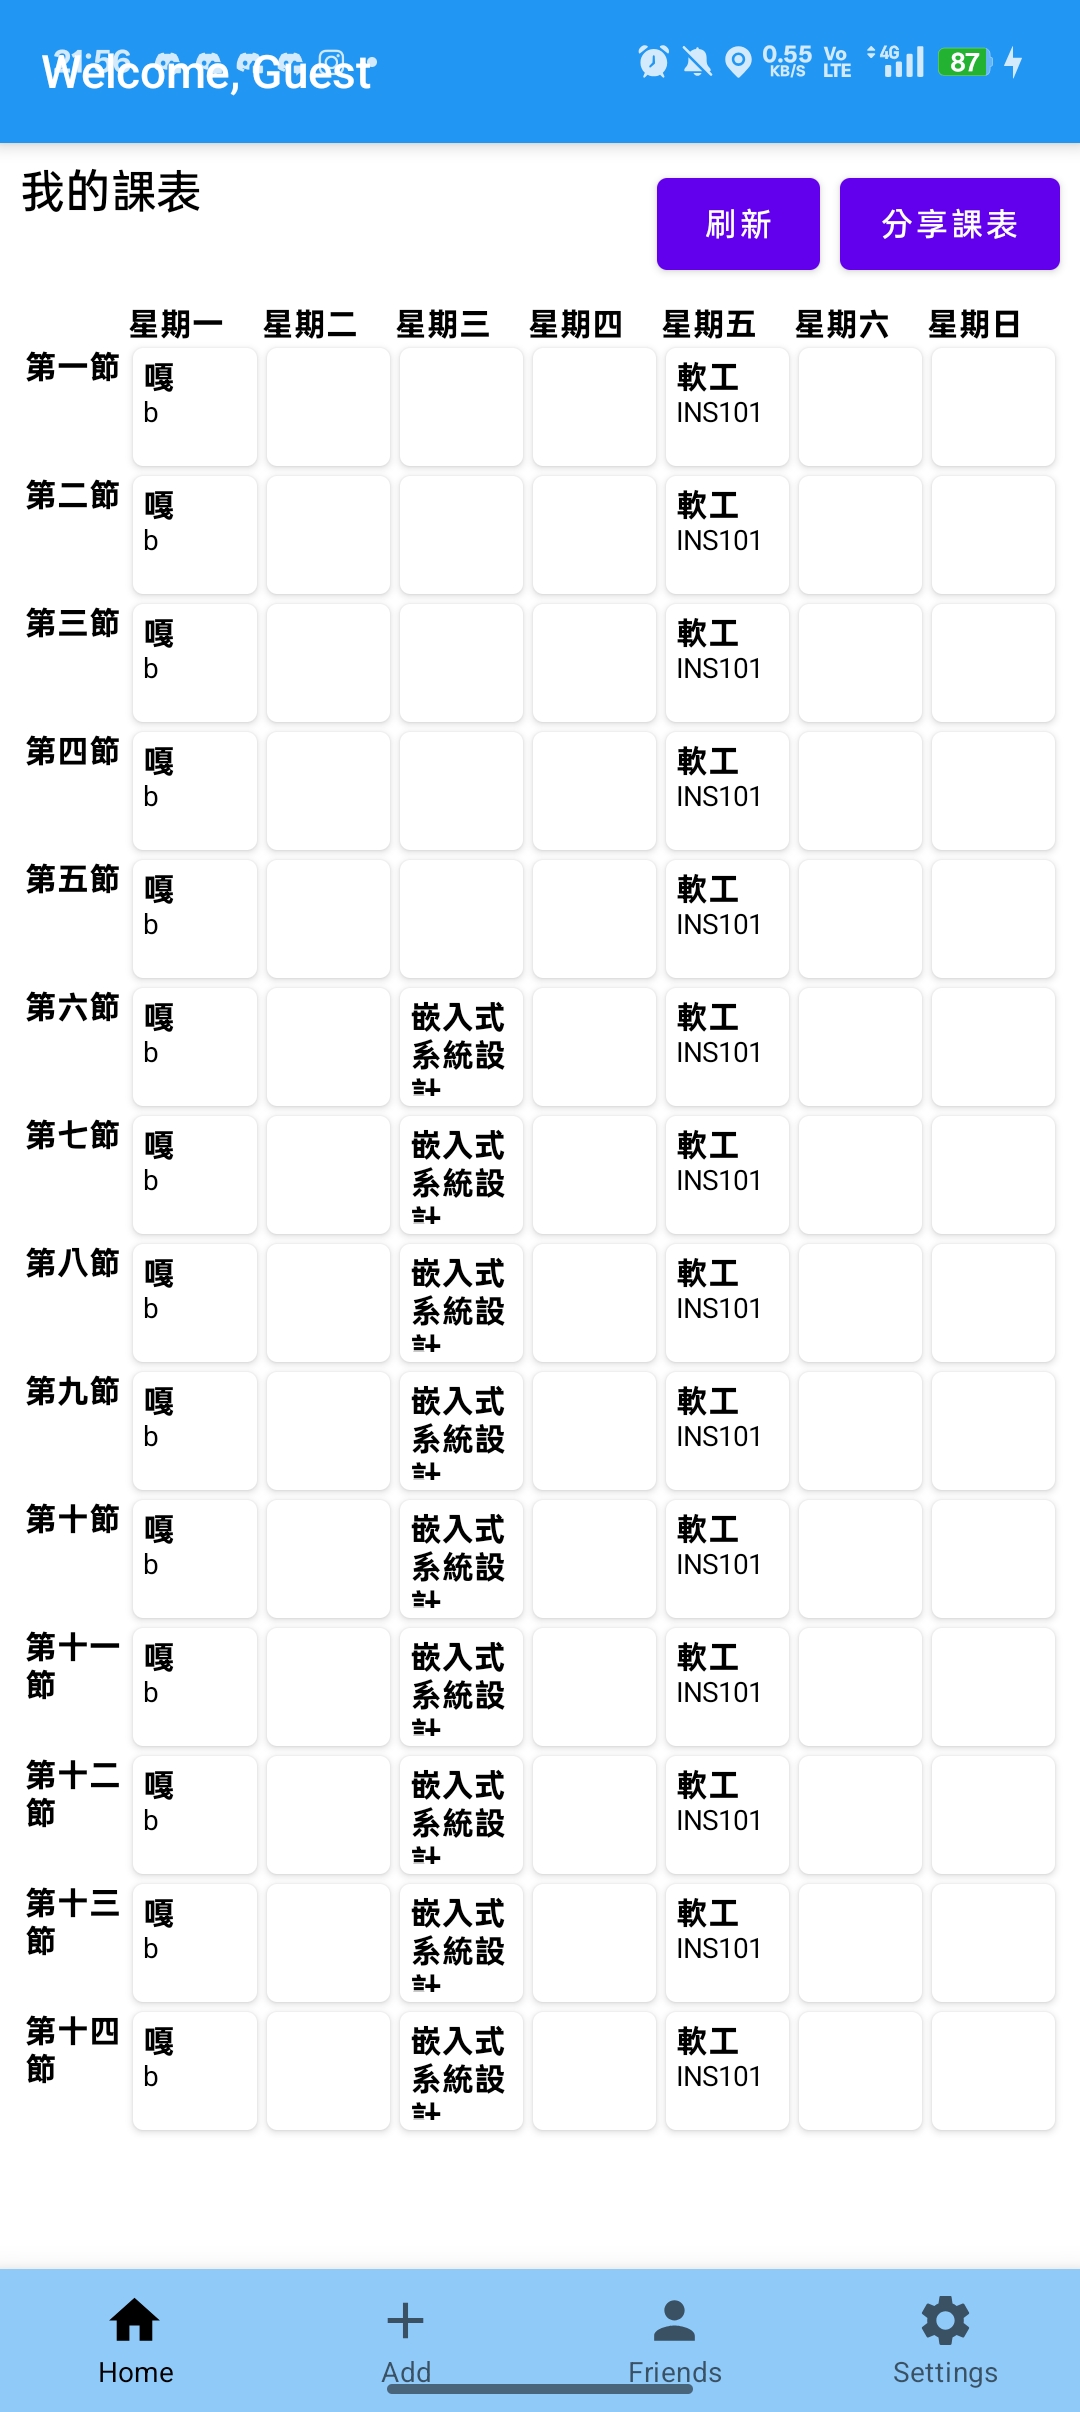 21:56
0.55 KB/S Vo LTE 4G 87
Welcome, Guest
我的課表
刷新 分享課表
星期一 星期二 星期三 星期四 星期五 星期六 星期日
第一節 嘎 軟工
b INS101
第二節 嘎 軟工
b INS101
第三節 嘎 軟工
b INS101
第四節 嘎 軟工
b INS101
第五節 嘎 軟工
b INS101
第六節 嘎 嵌入式 軟工
b 系統設 INS101
計
第七節 嘎 嵌入式 軟工
b 系統設 INS101
計
第八節 嘎 嵌入式 軟工
b 系統設 INS101
計
第九節 嘎 嵌入式 軟工
b 系統設 INS101
計
第十節 嘎 嵌入式 軟工
b 系統設 INS101
計
第十一 嘎 嵌入式 軟工
節 b 系統設 INS101
計
第十二 嘎 嵌入式 軟工
節 b 系統設 INS101
計
第十三 嘎 嵌入式 軟工
節 b 系統設 INS101
計
第十四 嘎 嵌入式 軟工
節 b 系統設 INS101
計
Home Add Friends Settings